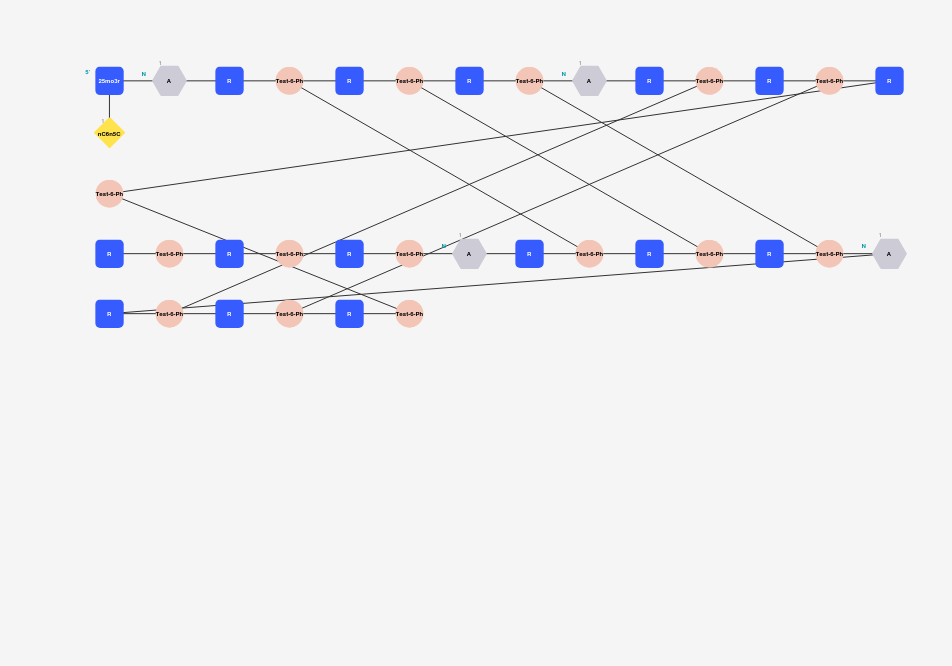 1 1
5' 25mo3r N A R Test-6-Ph R Test-6-Ph R Test-6-Ph N A R Test-6-Ph R Test-6-Ph R
1
nC6n5C
Test-6-Ph
1 1
R Test-6-Ph R Test-6-Ph R Test-6-Ph N A R Test-6-Ph R Test-6-Ph R Test-6-Ph N A
R Test-6-Ph R Test-6-Ph R Test-6-Ph